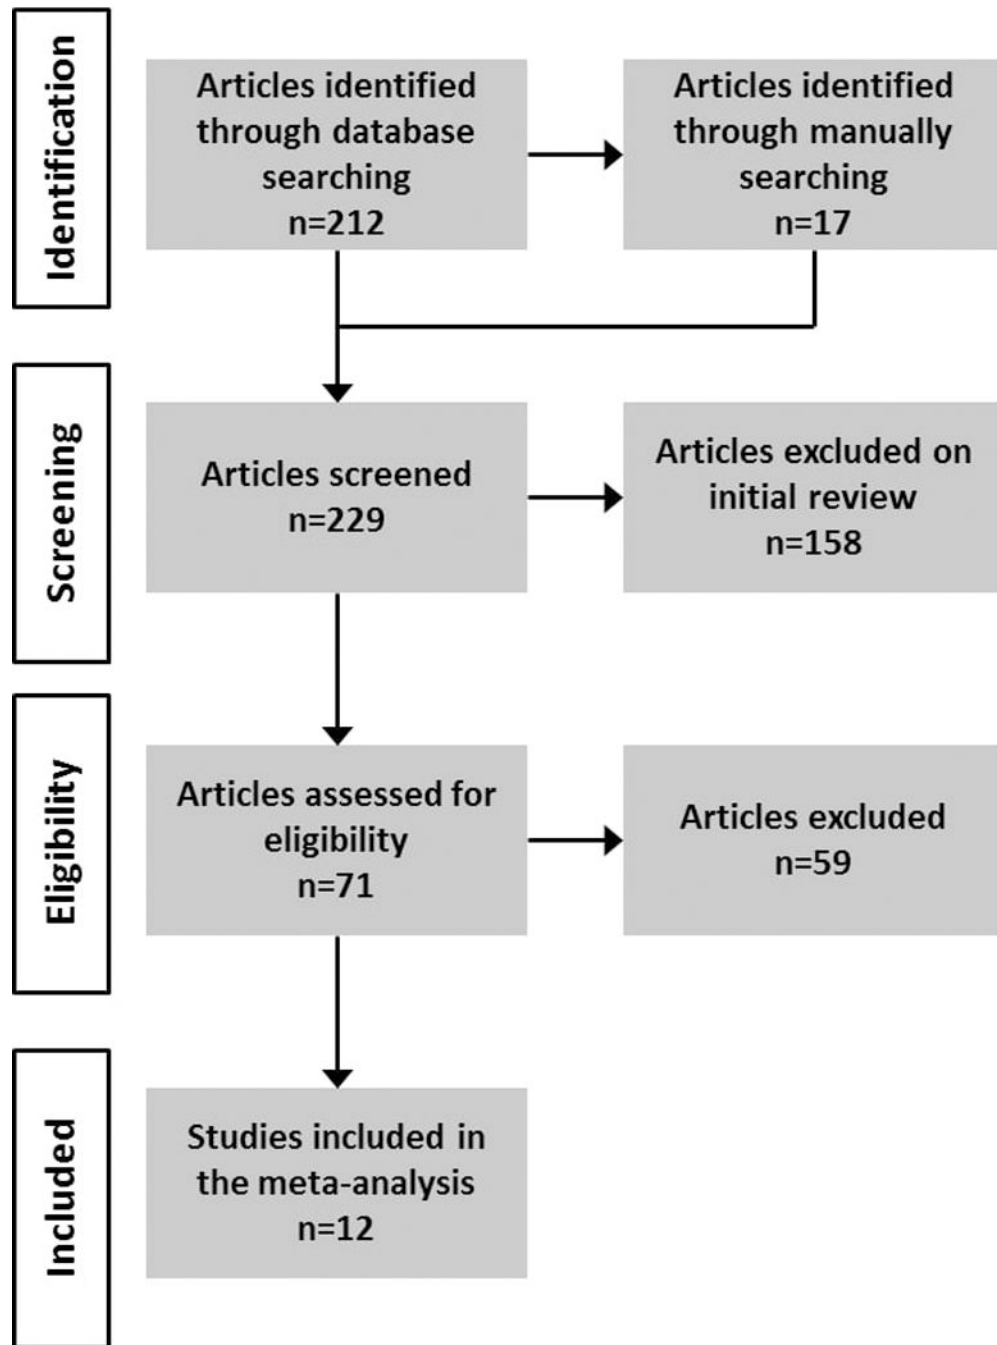 Identification
Articles identified
through database
searching
n=212
Articles identified
through manually
searching
n=17
Screening
Articles screened
n=229
Articles excluded on
initial review
n=158
Eligibility
Articles assessed for
eligibility
n=71
Articles excluded
n=59
Included
Studies included in
the meta-analysis
n=12